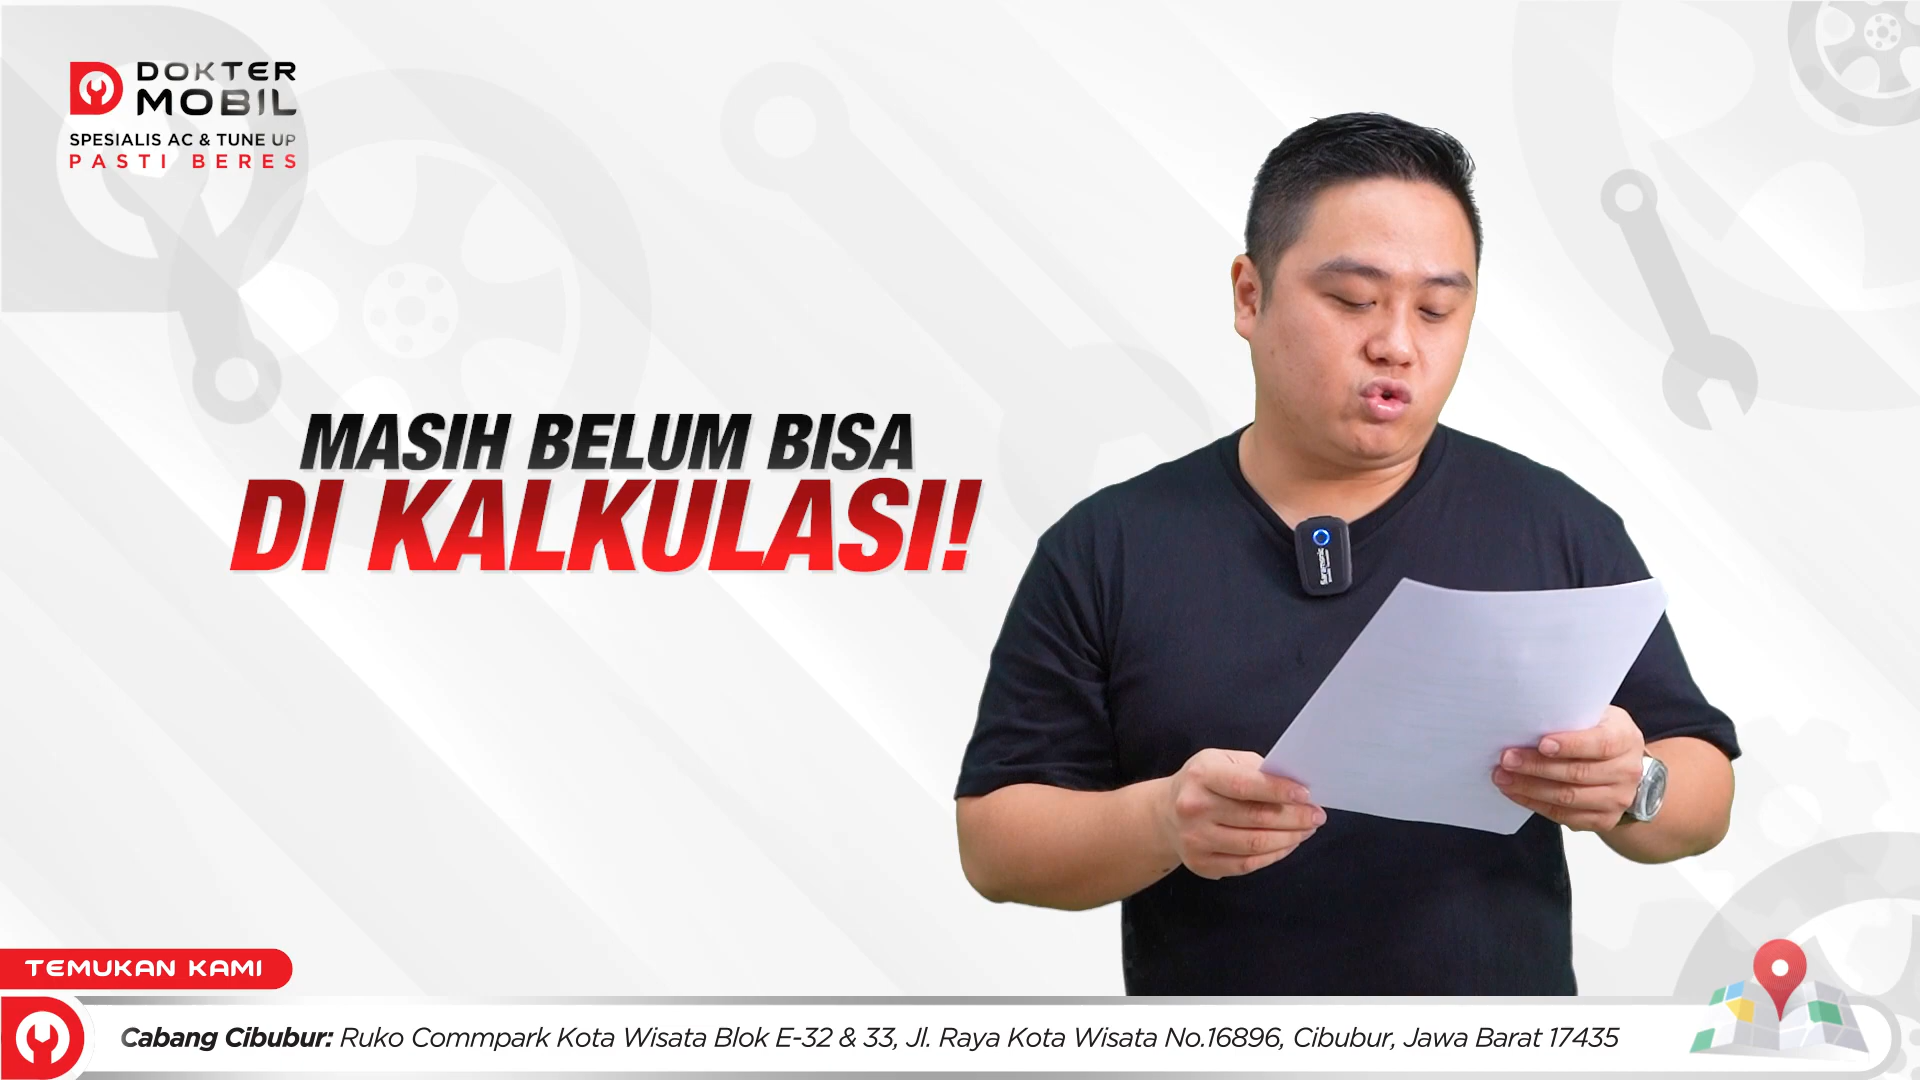 DOKTER
MOBIL
SPESIALIS AC & TUNE UP
PASTI BERES
MASIH BELUM BISA
DI KALKULASI!
Saramonic
TEMUKAN KAMI
Cabang Cibubur: Ruko Commpark Kota Wisata Blok E-32 & 33, Jl. Raya Kota Wisata No.16896, Cibubur, Jawa Barat 17435